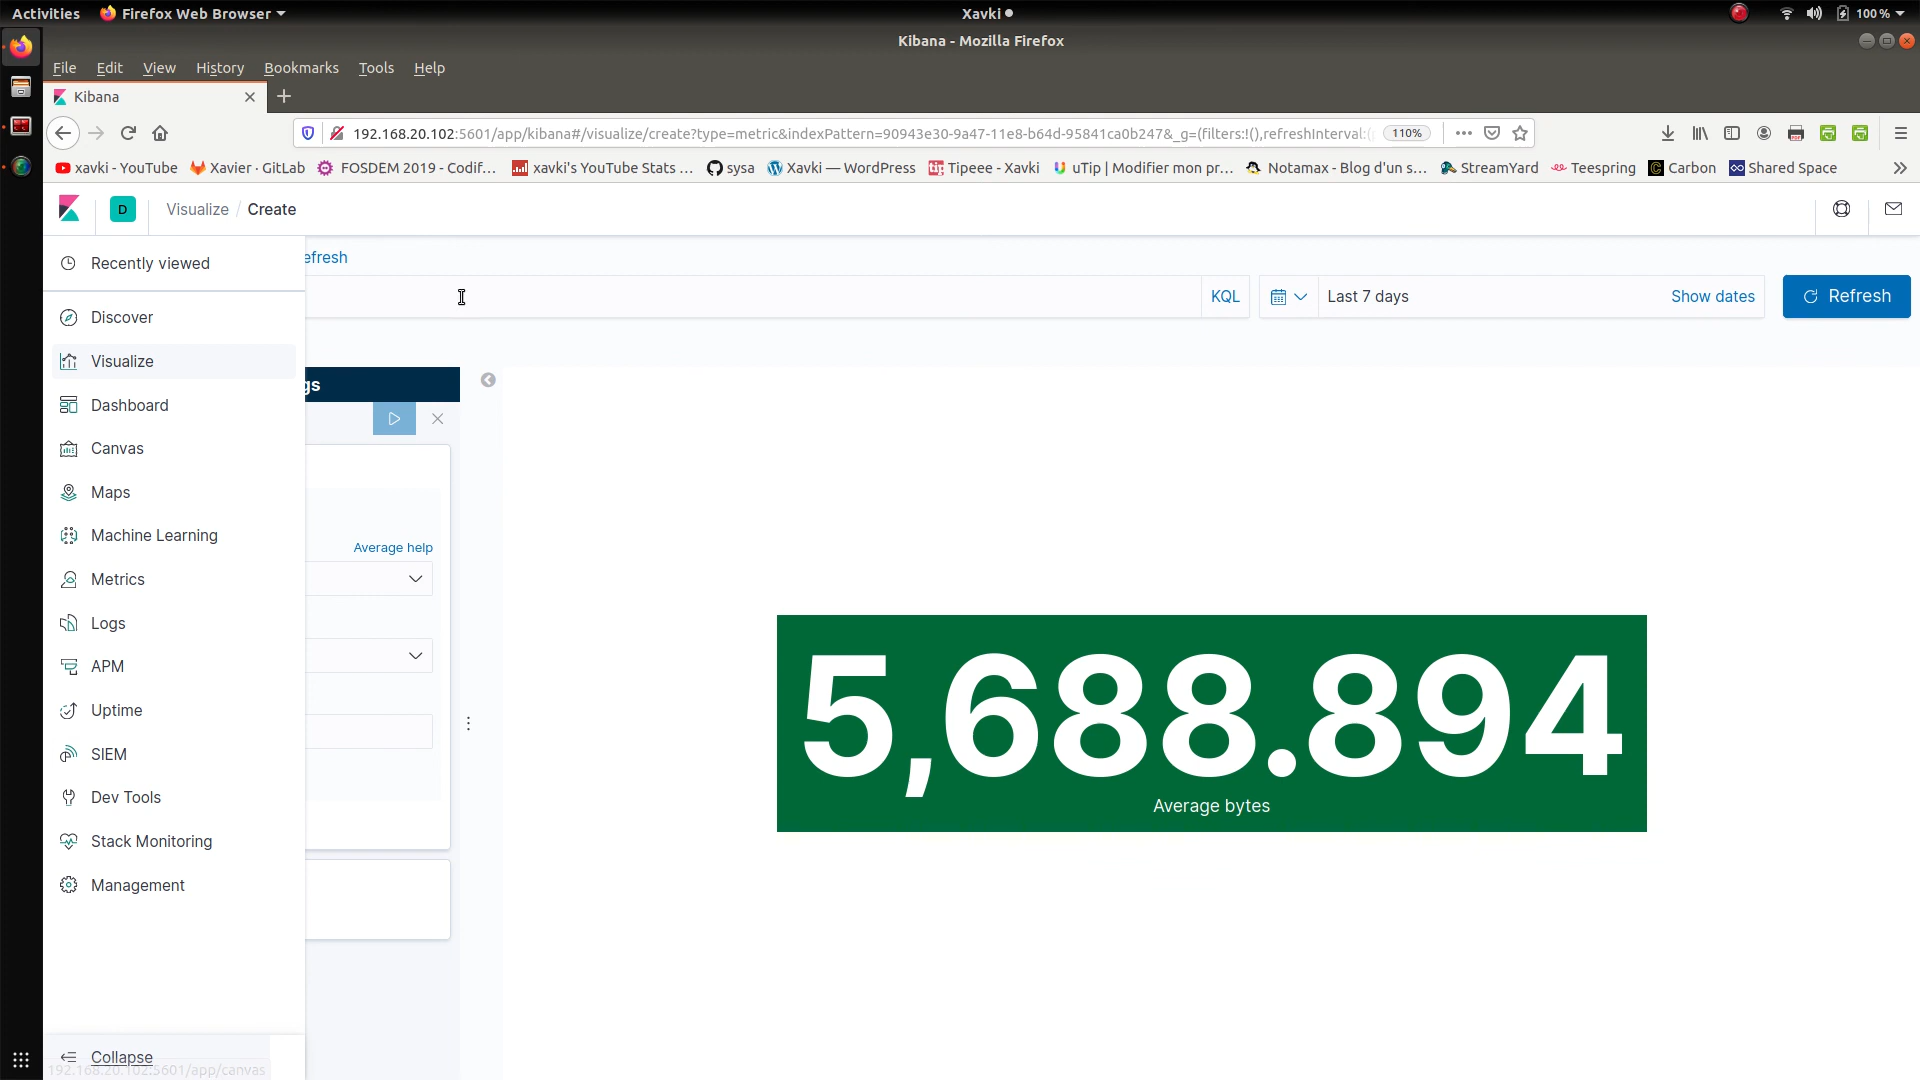 Activities Firefox Web Browser Xavki 100 %
Kibana - Mozilla Firefox
File Edit View History Bookmarks Tools Help
Kibana
192.168.20.102:5601/app/kibana#/visualize/create?type=metric&indexPattern=90943e30-9a47-11e8-b64d-95841ca0b247&_g=(filters:!(),refreshInterval:( 110%
xavki - YouTube Xavier · GitLab FOSDEM 2019 - Codif... xavki's YouTube Stats ... sysa Xavki — WordPress Tipeee - Xavki uTip | Modifier mon pr... Notamax - Blog d'un s... StreamYard Teespring Carbon Shared Space
D Visualize / Create
Recently viewed
efresh
KQL Last 7 days Show dates Refresh
Discover
Visualize
gs
Dashboard
Canvas
Maps
Machine Learning
Average help
Metrics
Logs
APM
Uptime
SIEM
Dev Tools
Stack Monitoring
Management
5,688.894
Average bytes
Collapse
192.168.20.102:5601/app/canvas